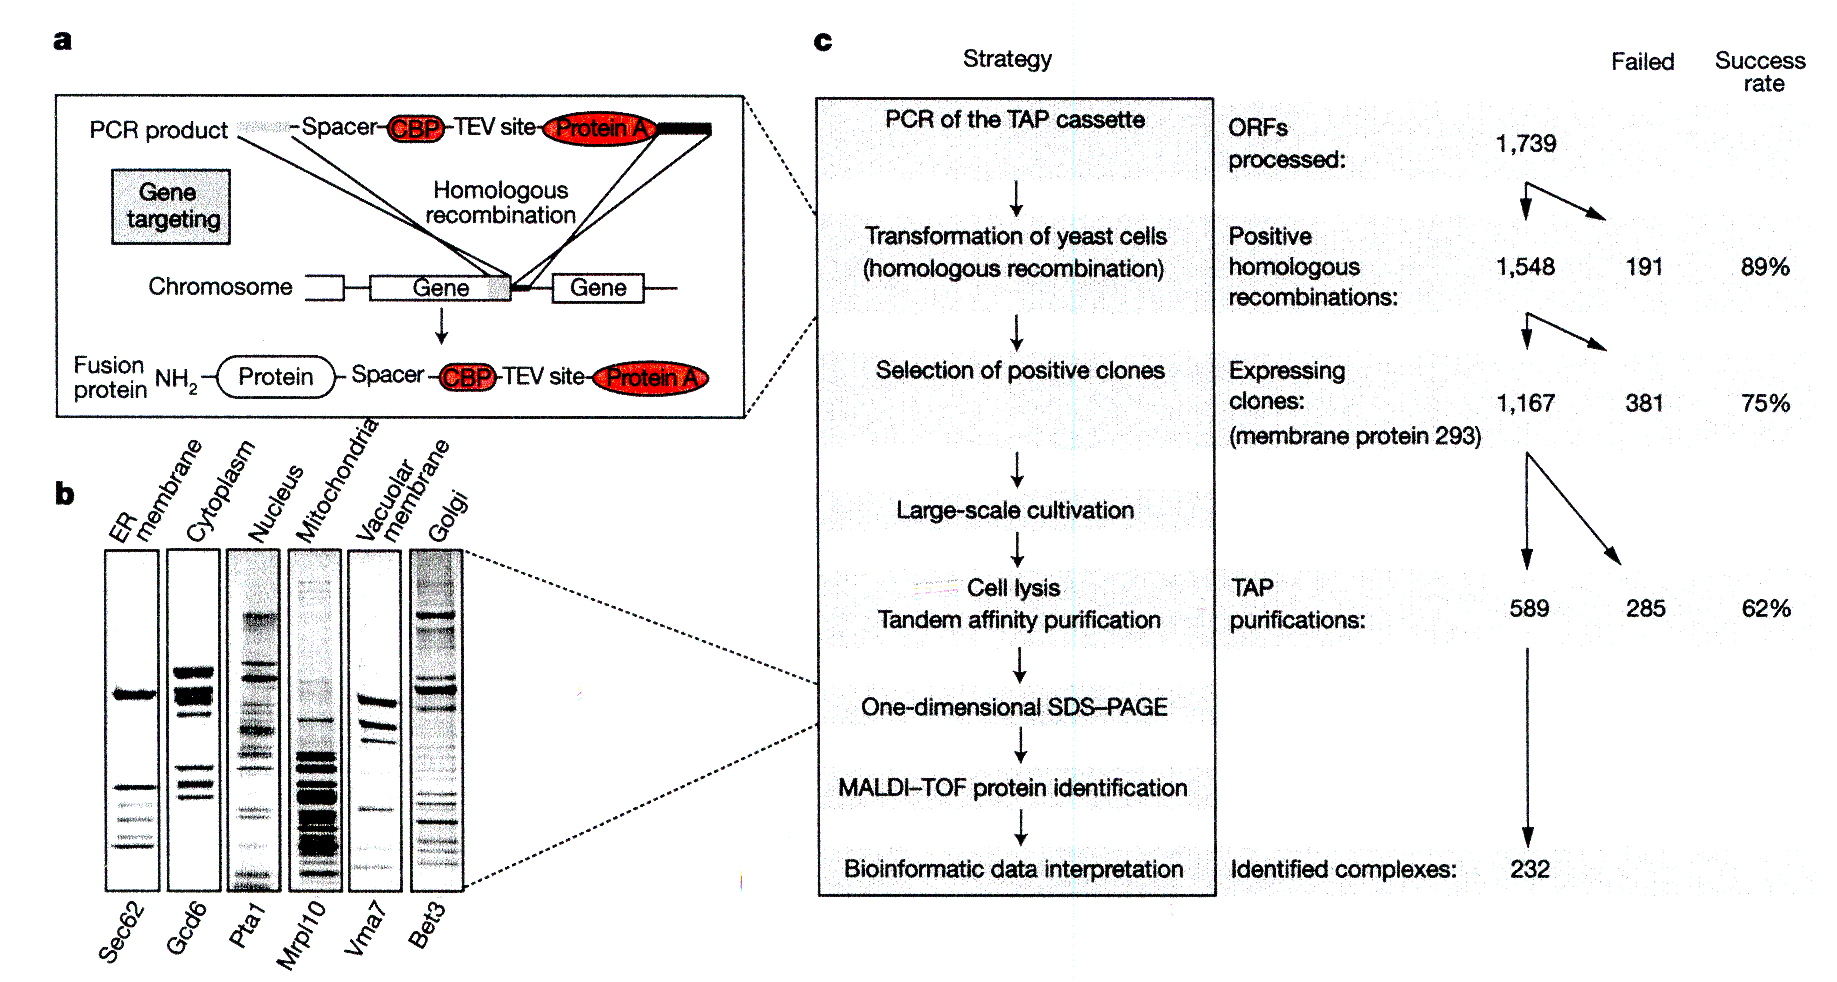 a
PCR product
Spacer
CBP
TEV site
Protein A
Gene
targeting
Homologous
recombination
Chromosome
Gene
Gene
Fusion
protein
NH2
Protein
Spacer
CBP
TEV site
Protein A
b
ER
membrane
Cytoplasm
Nucleus
Mitochondria
Vacuolar
membrane
Golgi
Sec62
Gcd6
Pta1
Mrpl10
Vma7
Bet3
c
Strategy
Failed
Success
rate
PCR of the TAP cassette
ORFs
processed:
1,739
Transformation of yeast cells
(homologous recombination)
Positive
homologous
recombinations:
1,548
191
89%
Selection of positive clones
Expressing
clones:
(membrane protein 293)
1,167
381
75%
Large-scale cultivation
Cell lysis
Tandem affinity purification
TAP
purifications:
589
285
62%
One-dimensional SDS–PAGE
MALDI–TOF protein identification
Bioinformatic data interpretation
Identified complexes:
232